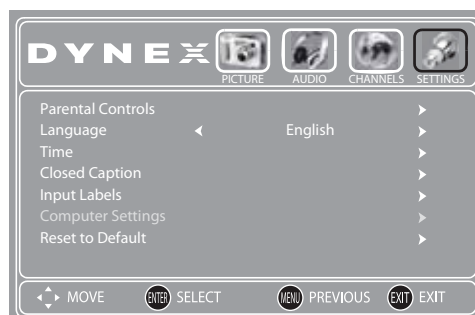 DYNEX
PICTURE AUDIO CHANNELS SETTINGS
Parental Controls
Language English
Time
Closed Caption
Input Labels
Computer Settings
Reset to Default
MOVE ENTER SELECT MENU PREVIOUS EXIT EXIT